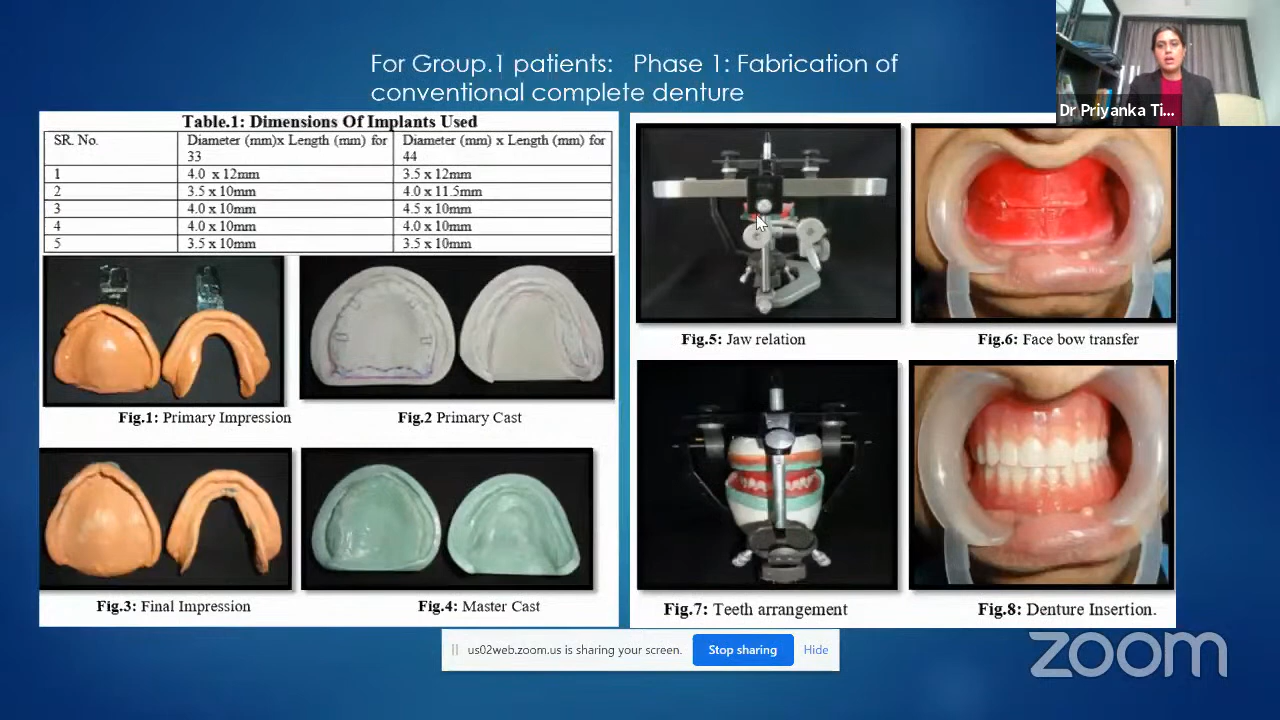 For Group.1 patients: Phase 1: Fabrication of
conventional complete denture
Dr Priyanka Ti...
Table.1: Dimensions Of Implants Used
SR. No. Diameter (mm)x Length (mm) for 33 Diameter (mm) x Length (mm) for 44
1 4.0 x 12mm 3.5 x 12mm
2 3.5 x 10mm 4.0 x 11.5mm
3 4.0 x 10mm 4.5 x 10mm
4 4.0 x 10mm 4.0 x 10mm
5 3.5 x 10mm 3.5 x 10mm
Fig.1: Primary Impression
Fig.2 Primary Cast
Fig.3: Final Impression
Fig.4: Master Cast
Fig.5: Jaw relation
Fig.6: Face bow transfer
Fig.7: Teeth arrangement
Fig.8: Denture Insertion.
us02web.zoom.us is sharing your screen.
Stop sharing
Hide
zoom